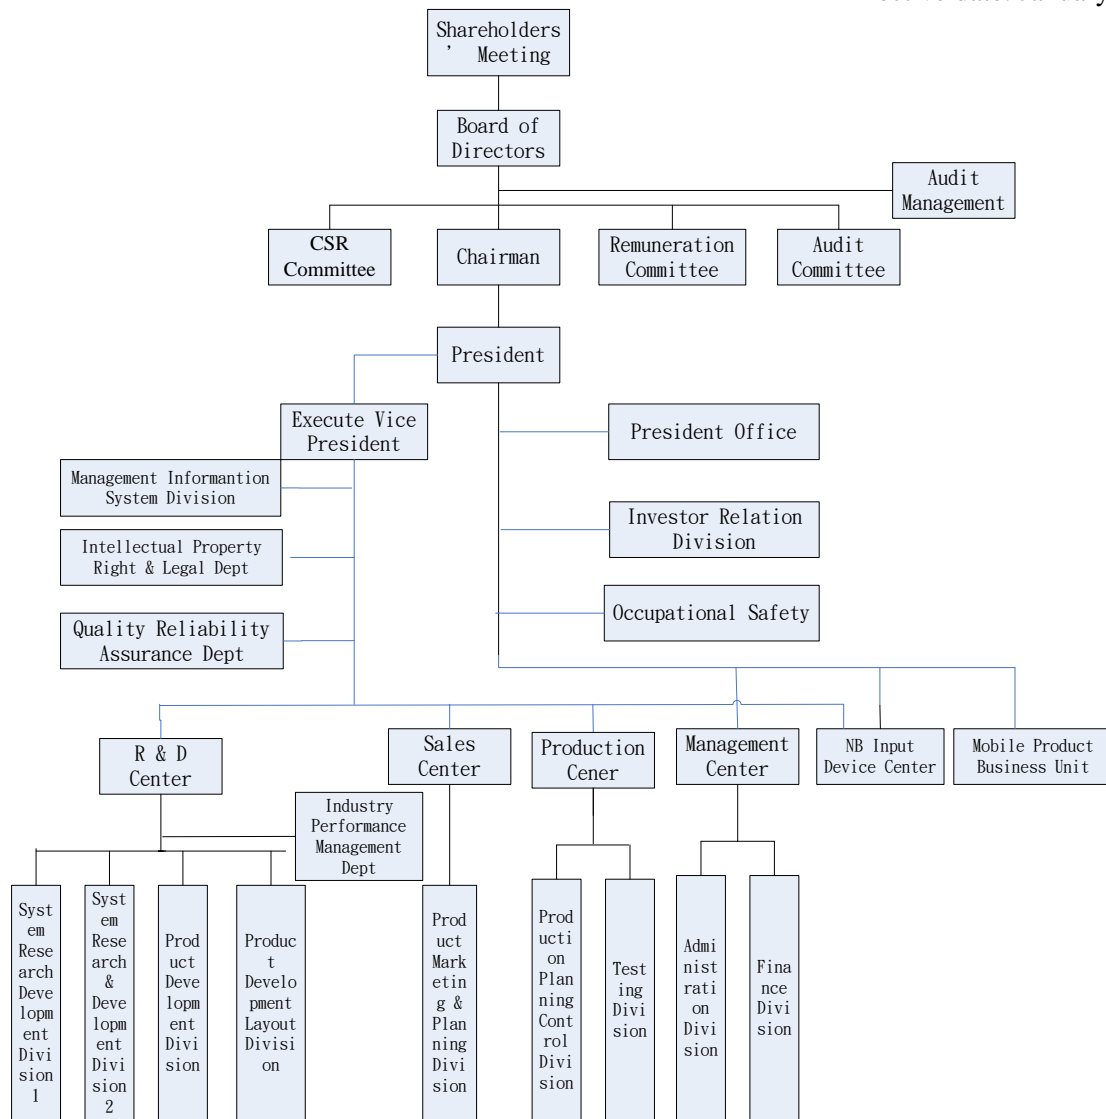 Shareholders
' Meeting
Board of
Directors
Audit
Management
CSR
Committee
Chairman
Remuneration
Committee
Audit
Committee
President
Execute Vice
President
President Office
Management Informantion
System Division
Investor Relation
Division
Intellectual Property
Right & Legal Dept
Occupational Safety
Quality Reliability
Assurance Dept
R & D
Center
Sales
Center
Production
Cener
Management
Center
NB Input
Device Center
Mobile Product
Business Unit
Industry
Performance
Management
Dept
Syst
em
Rese
arch
Deve
lopm
ent
Divi
sion
1
Syst
em
Rese
arch
&
Deve
lopm
ent
Divi
sion
2
Prod
uct
Deve
lopm
ent
Divi
sion
Produc
t
Develo
pment
Layout
Divisi
on
Prod
uct
Mark
etin
g &
Plan
ning
Divi
sion
Prod
ucti
on
Plan
ning
Cont
rol
Divi
sion
Test
ing
Divi
sion
Admi
nist
rati
on
Divi
sion
Fina
nce
Divi
sion